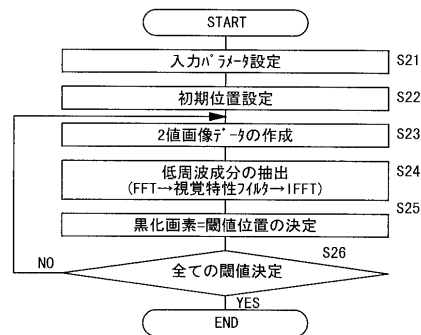 START
入力パラメータ設定 S21
初期位置設定 S22
2値画像データの作成 S23
低周波成分の抽出 S24
(FFT→視覚特性フィルタ→IFFT)
S25
黒化画素=閾値位置の決定
S26
NO 全ての閾値決定
YES
END